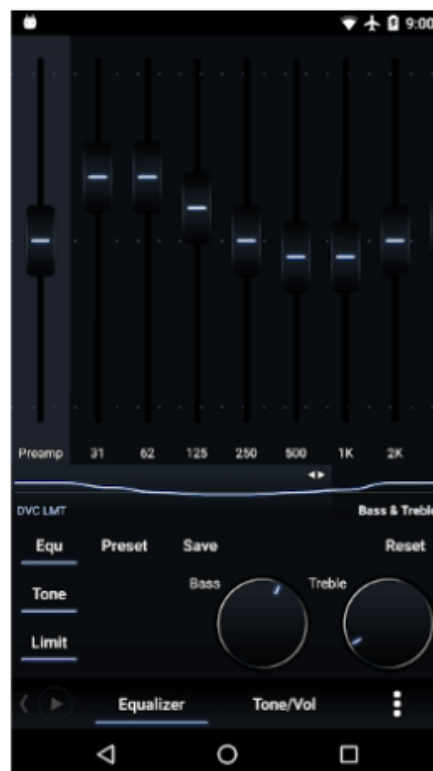 9:00
Preamp 31 62 125 250 500 1K 2K
DVC LMT Bass & Treble
Equ Preset Save Reset
Bass Treble
Tone
Limit
Equalizer Tone/Vol